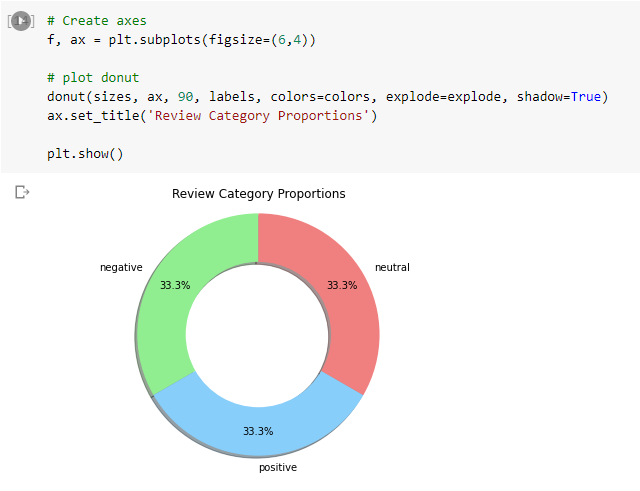 # Create axes
f, ax = plt.subplots(figsize=(6,4))
# plot donut
donut(sizes, ax, 90, labels, colors=colors, explode=explode, shadow=True)
ax.set_title('Review Category Proportions')
plt.show()
Review Category Proportions
negative
neutral
33.3%
33.3%
33.3%
positive